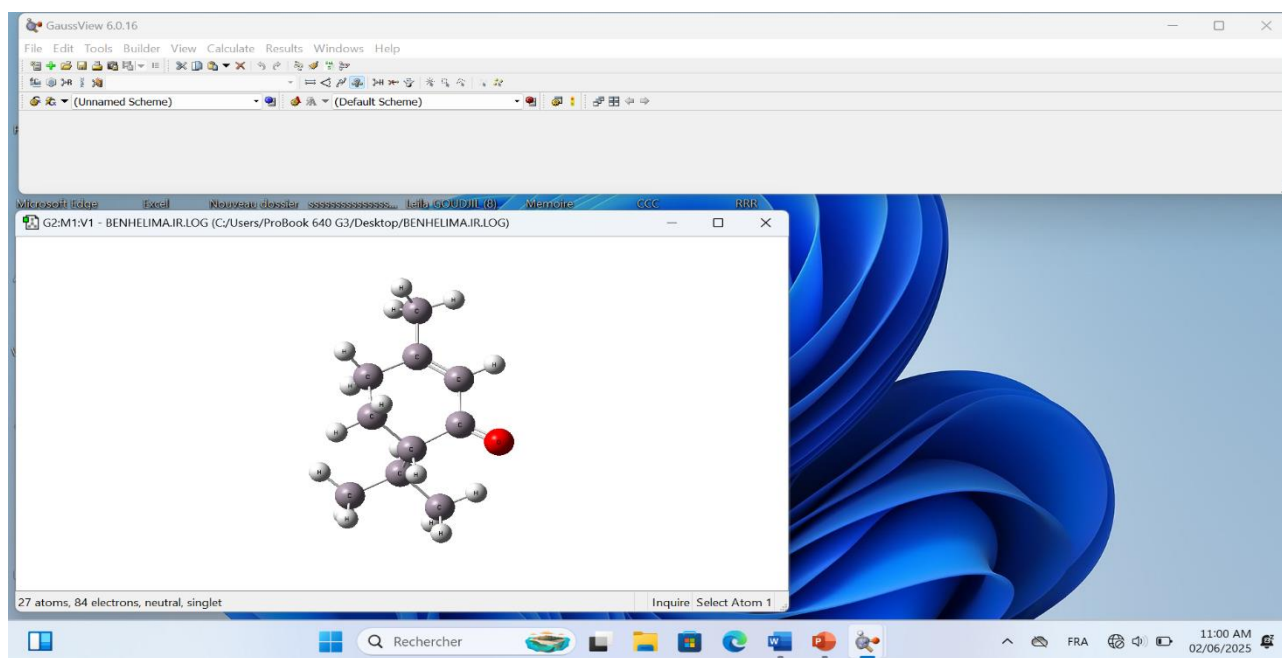 GaussView 6.0.16
File Edit Tools Builder View Calculate Results Windows Help
(Unnamed Scheme) (Default Scheme)
Microsoft Edge Excel Nouveau dossier ssssssssssssss... leila GOUDJIL (8) Memoire CCC RRR
G2:M1:V1 - BENHELIMA.IR.LOG (C:/Users/ProBook 640 G3/Desktop/BENHELIMA.IR.LOG)
H
H
H
C
H
C
H
C
C
H
H
C
C
H
C
H
C
H
H
C
C
H
H
H
H
27 atoms, 84 electrons, neutral, singlet
Inquire Select Atom 1
Rechercher
FRA
11:00 AM
02/06/2025